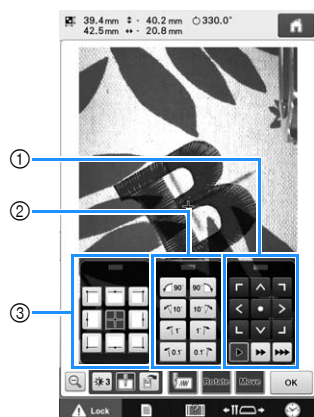 39.4mm ↕ - 40.2mm ↻330.0°
42.5mm ↔ - 20.8mm
①
②
③
90° 90°
10° 10°
1° 1°
0.1° 0.1°
3 Rotate Move OK
Lock